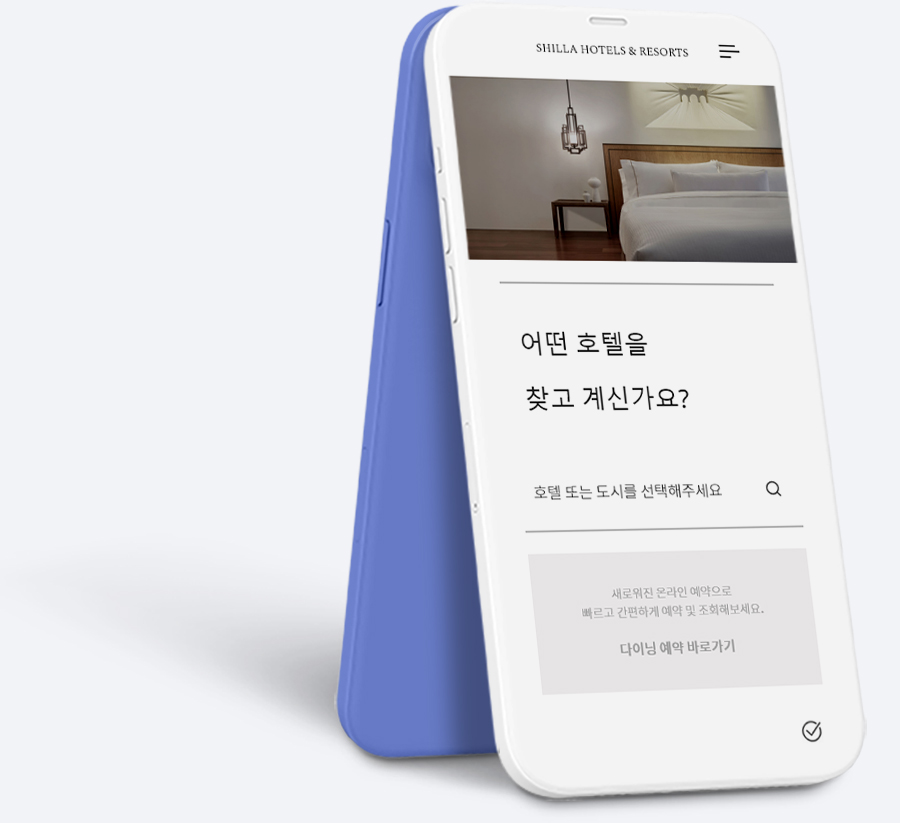 SHILLA HOTELS & RESORTS
어떤 호텔을
찾고 계신가요?
호텔 또는 도시를 선택해주세요
새로워진 온라인 예약으로
빠르고 간편하게 예약 및 조회해보세요.
다이닝 예약 바로가기